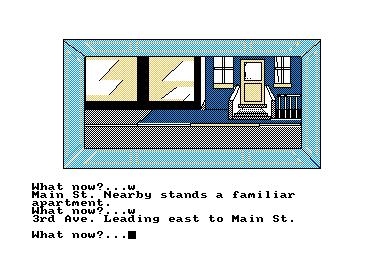 What now?...w
Main St. Nearby stands a familiar
apartment.
What now?...w
3rd Ave. Leading east to Main St.
What now?...